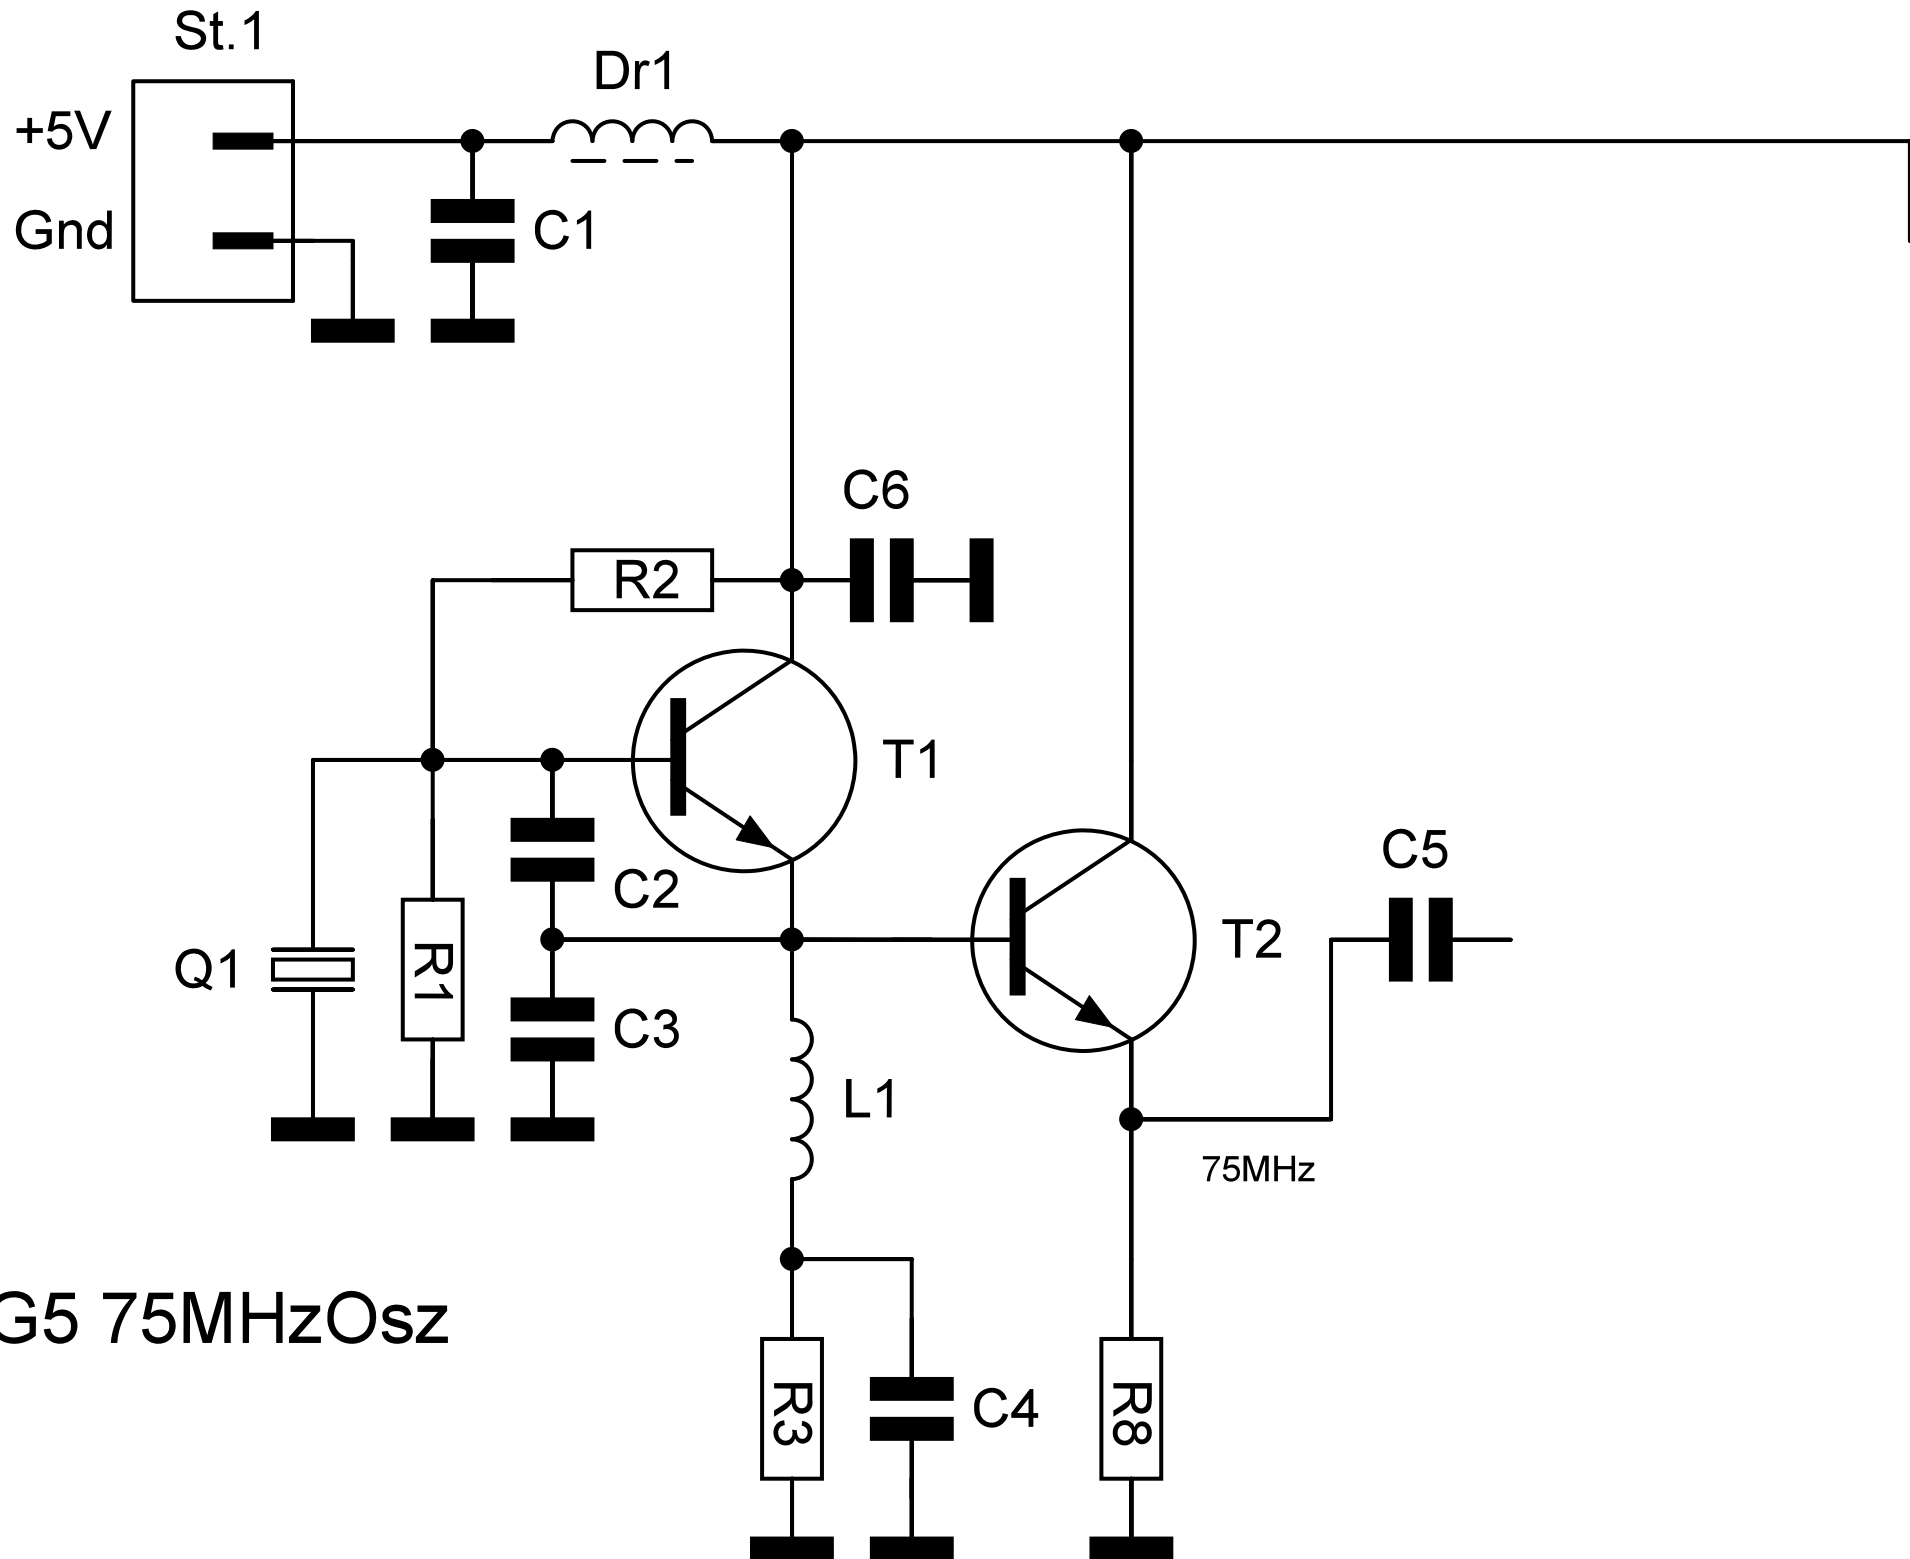 St.1
Dr1
+5V
Gnd
C1
C6
R2
T1
C5
C2
T2
Q1
R1
C3
L1
75MHz
G5 75MHzOsz
R3
C4
R8